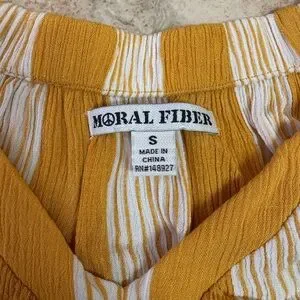 MORAL FIBER
S
MADE IN
CHINA
RN#148927